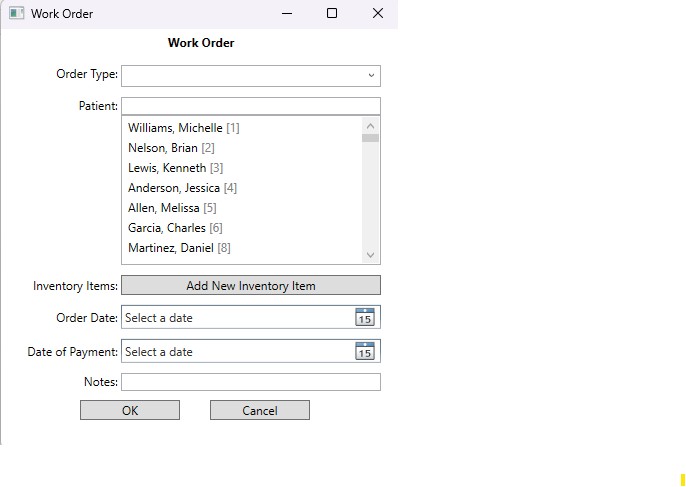 Work Order
Work Order
Order Type:
Patient:
Williams, Michelle [1]
Nelson, Brian [2]
Lewis, Kenneth [3]
Anderson, Jessica [4]
Allen, Melissa [5]
Garcia, Charles [6]
Martinez, Daniel [8]
Inventory Items: Add New Inventory Item
Order Date: Select a date 15
Date of Payment: Select a date 15
Notes:
OK Cancel